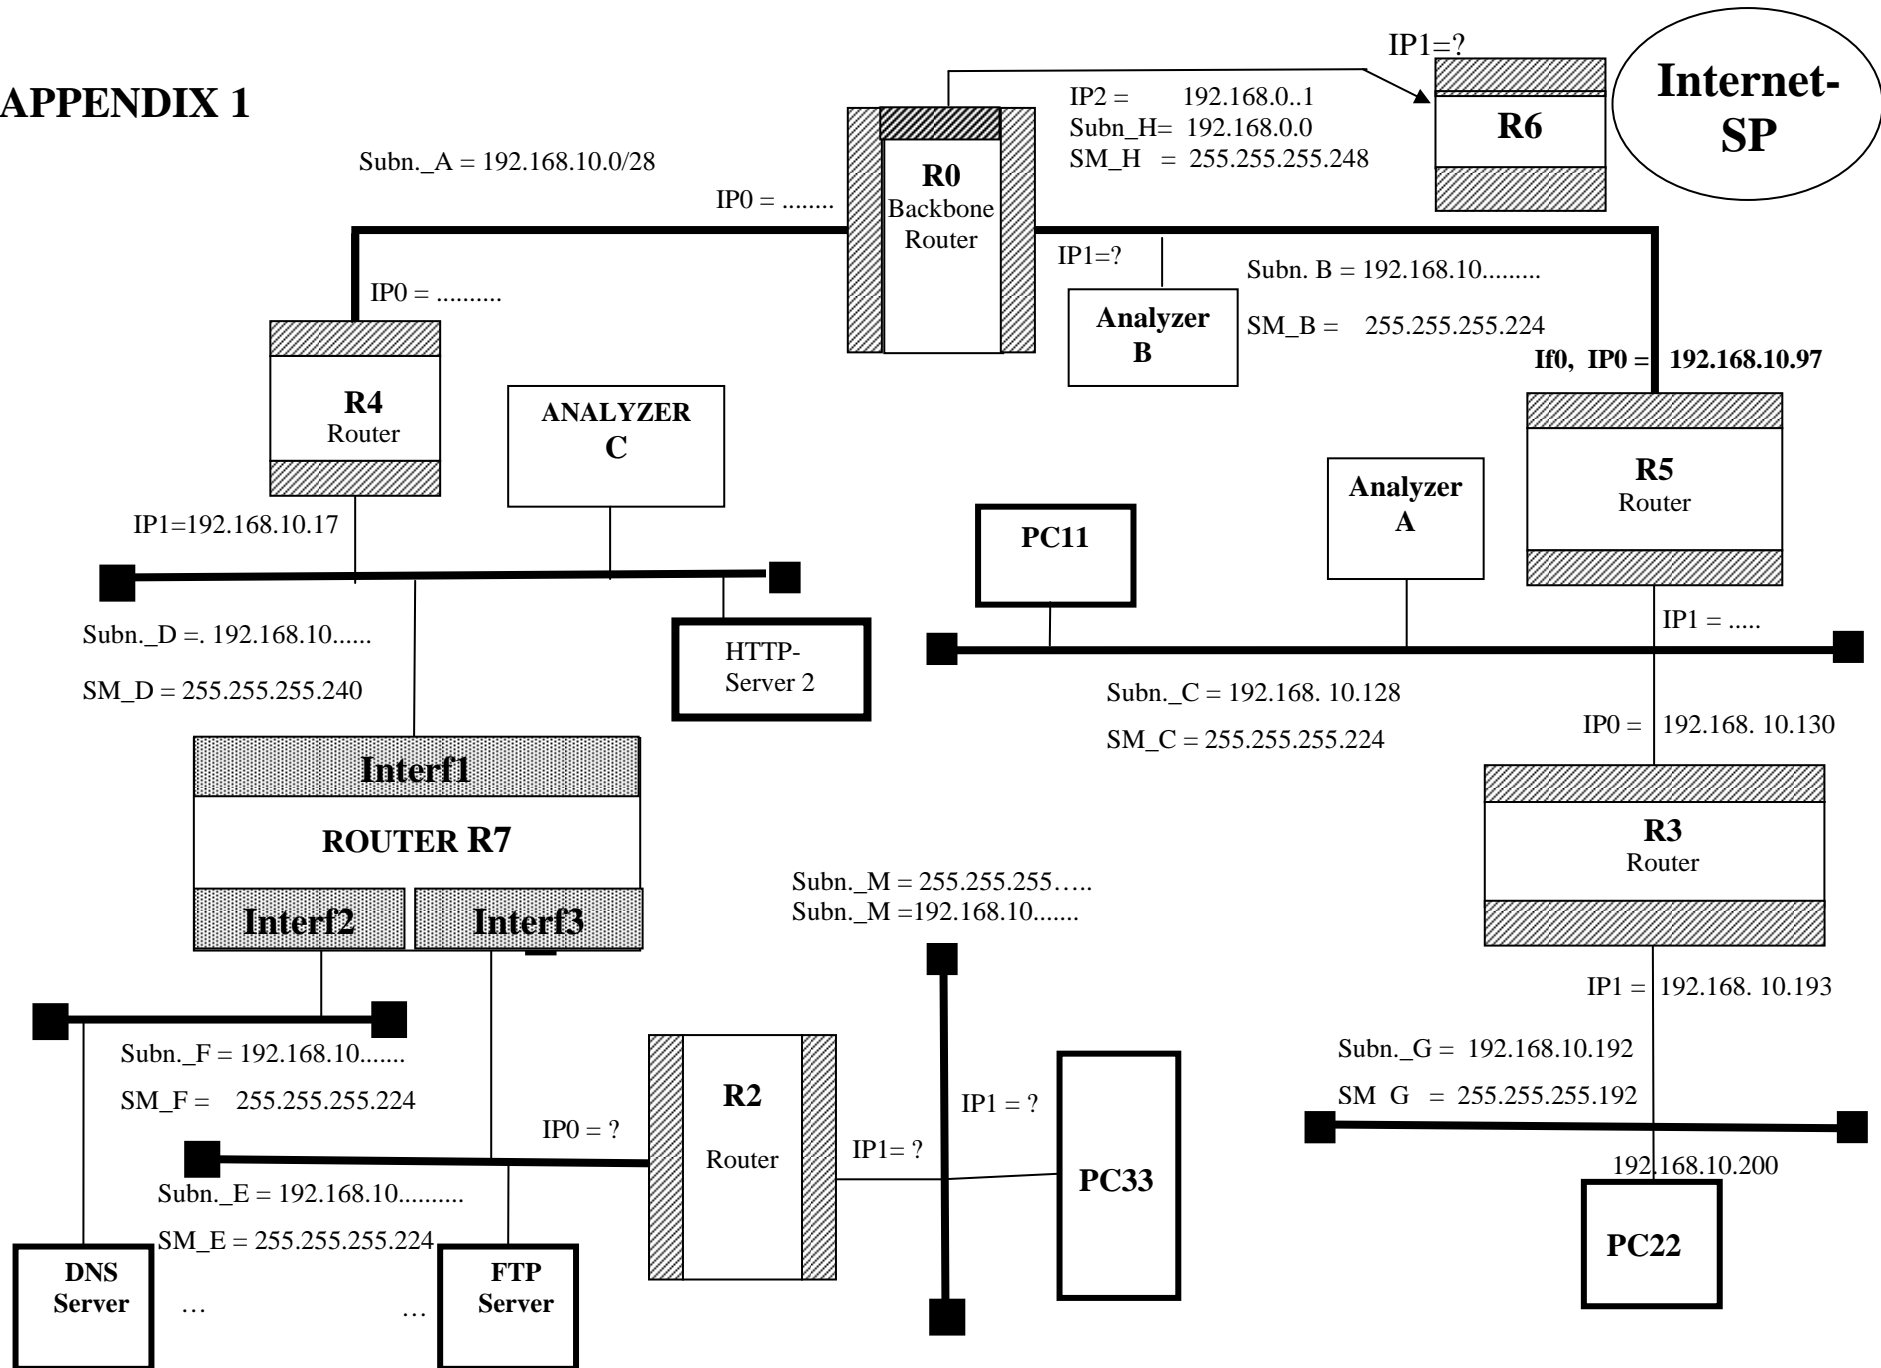 APPENDIX 1
IP1=?
Internet-
SP
IP2 = 192.168.0..1
Subn_H= 192.168.0.0
SM_H = 255.255.255.248
R6
Subn._A = 192.168.10.0/28
IP0 = ........
R0
Backbone
Router
IP1=?
Subn. B = 192.168.10.........
SM_B = 255.255.255.224
Analyzer
B
If0, IP0 = 192.168.10.97
IP0 = ..........
R4
Router
ANALYZER
C
IP1=192.168.10.17
R5
Router
Analyzer
A
PC11
IP1 = .....
Subn._D =. 192.168.10......
SM_D = 255.255.255.240
HTTP-
Server 2
Subn._C = 192.168. 10.128
SM_C = 255.255.255.224
IP0 = 192.168. 10.130
Interf1
ROUTER R7
Interf2
Interf3
R3
Router
Subn._M = 255.255.255…..
Subn._M =192.168.10.......
IP1 = 192.168. 10.193
Subn._F = 192.168.10.......
SM_F = 255.255.255.224
R2
Router
IP0 = ?
IP1= ?
IP1 = ?
PC33
Subn._G = 192.168.10.192
SM G = 255.255.255.192
192.168.10.200
PC22
Subn._E = 192.168.10..........
SM_E = 255.255.255.224
DNS
Server
…
…
FTP
Server